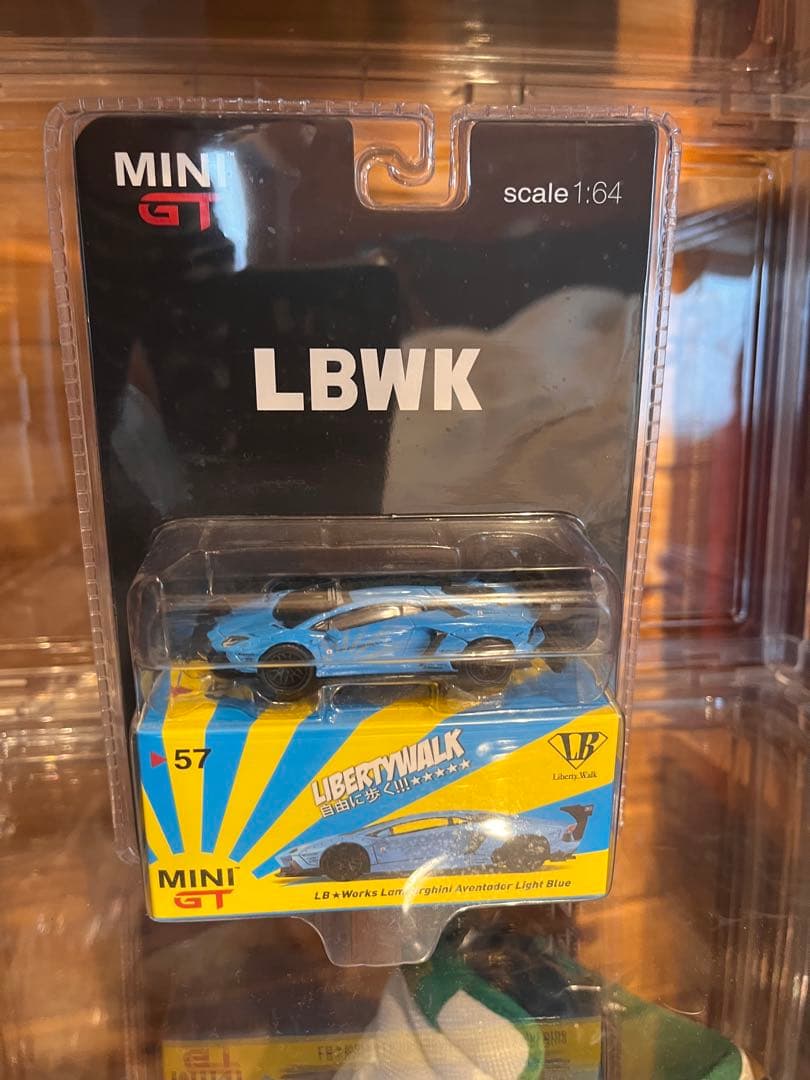 MINI
GT
scale 1:64
LBWK
57
LIBERTYWALK
自由に歩く!!!★★★★★
LB
Liberty Walk
MINI
GT
LB★Works Lamborghini Aventador Light Blue